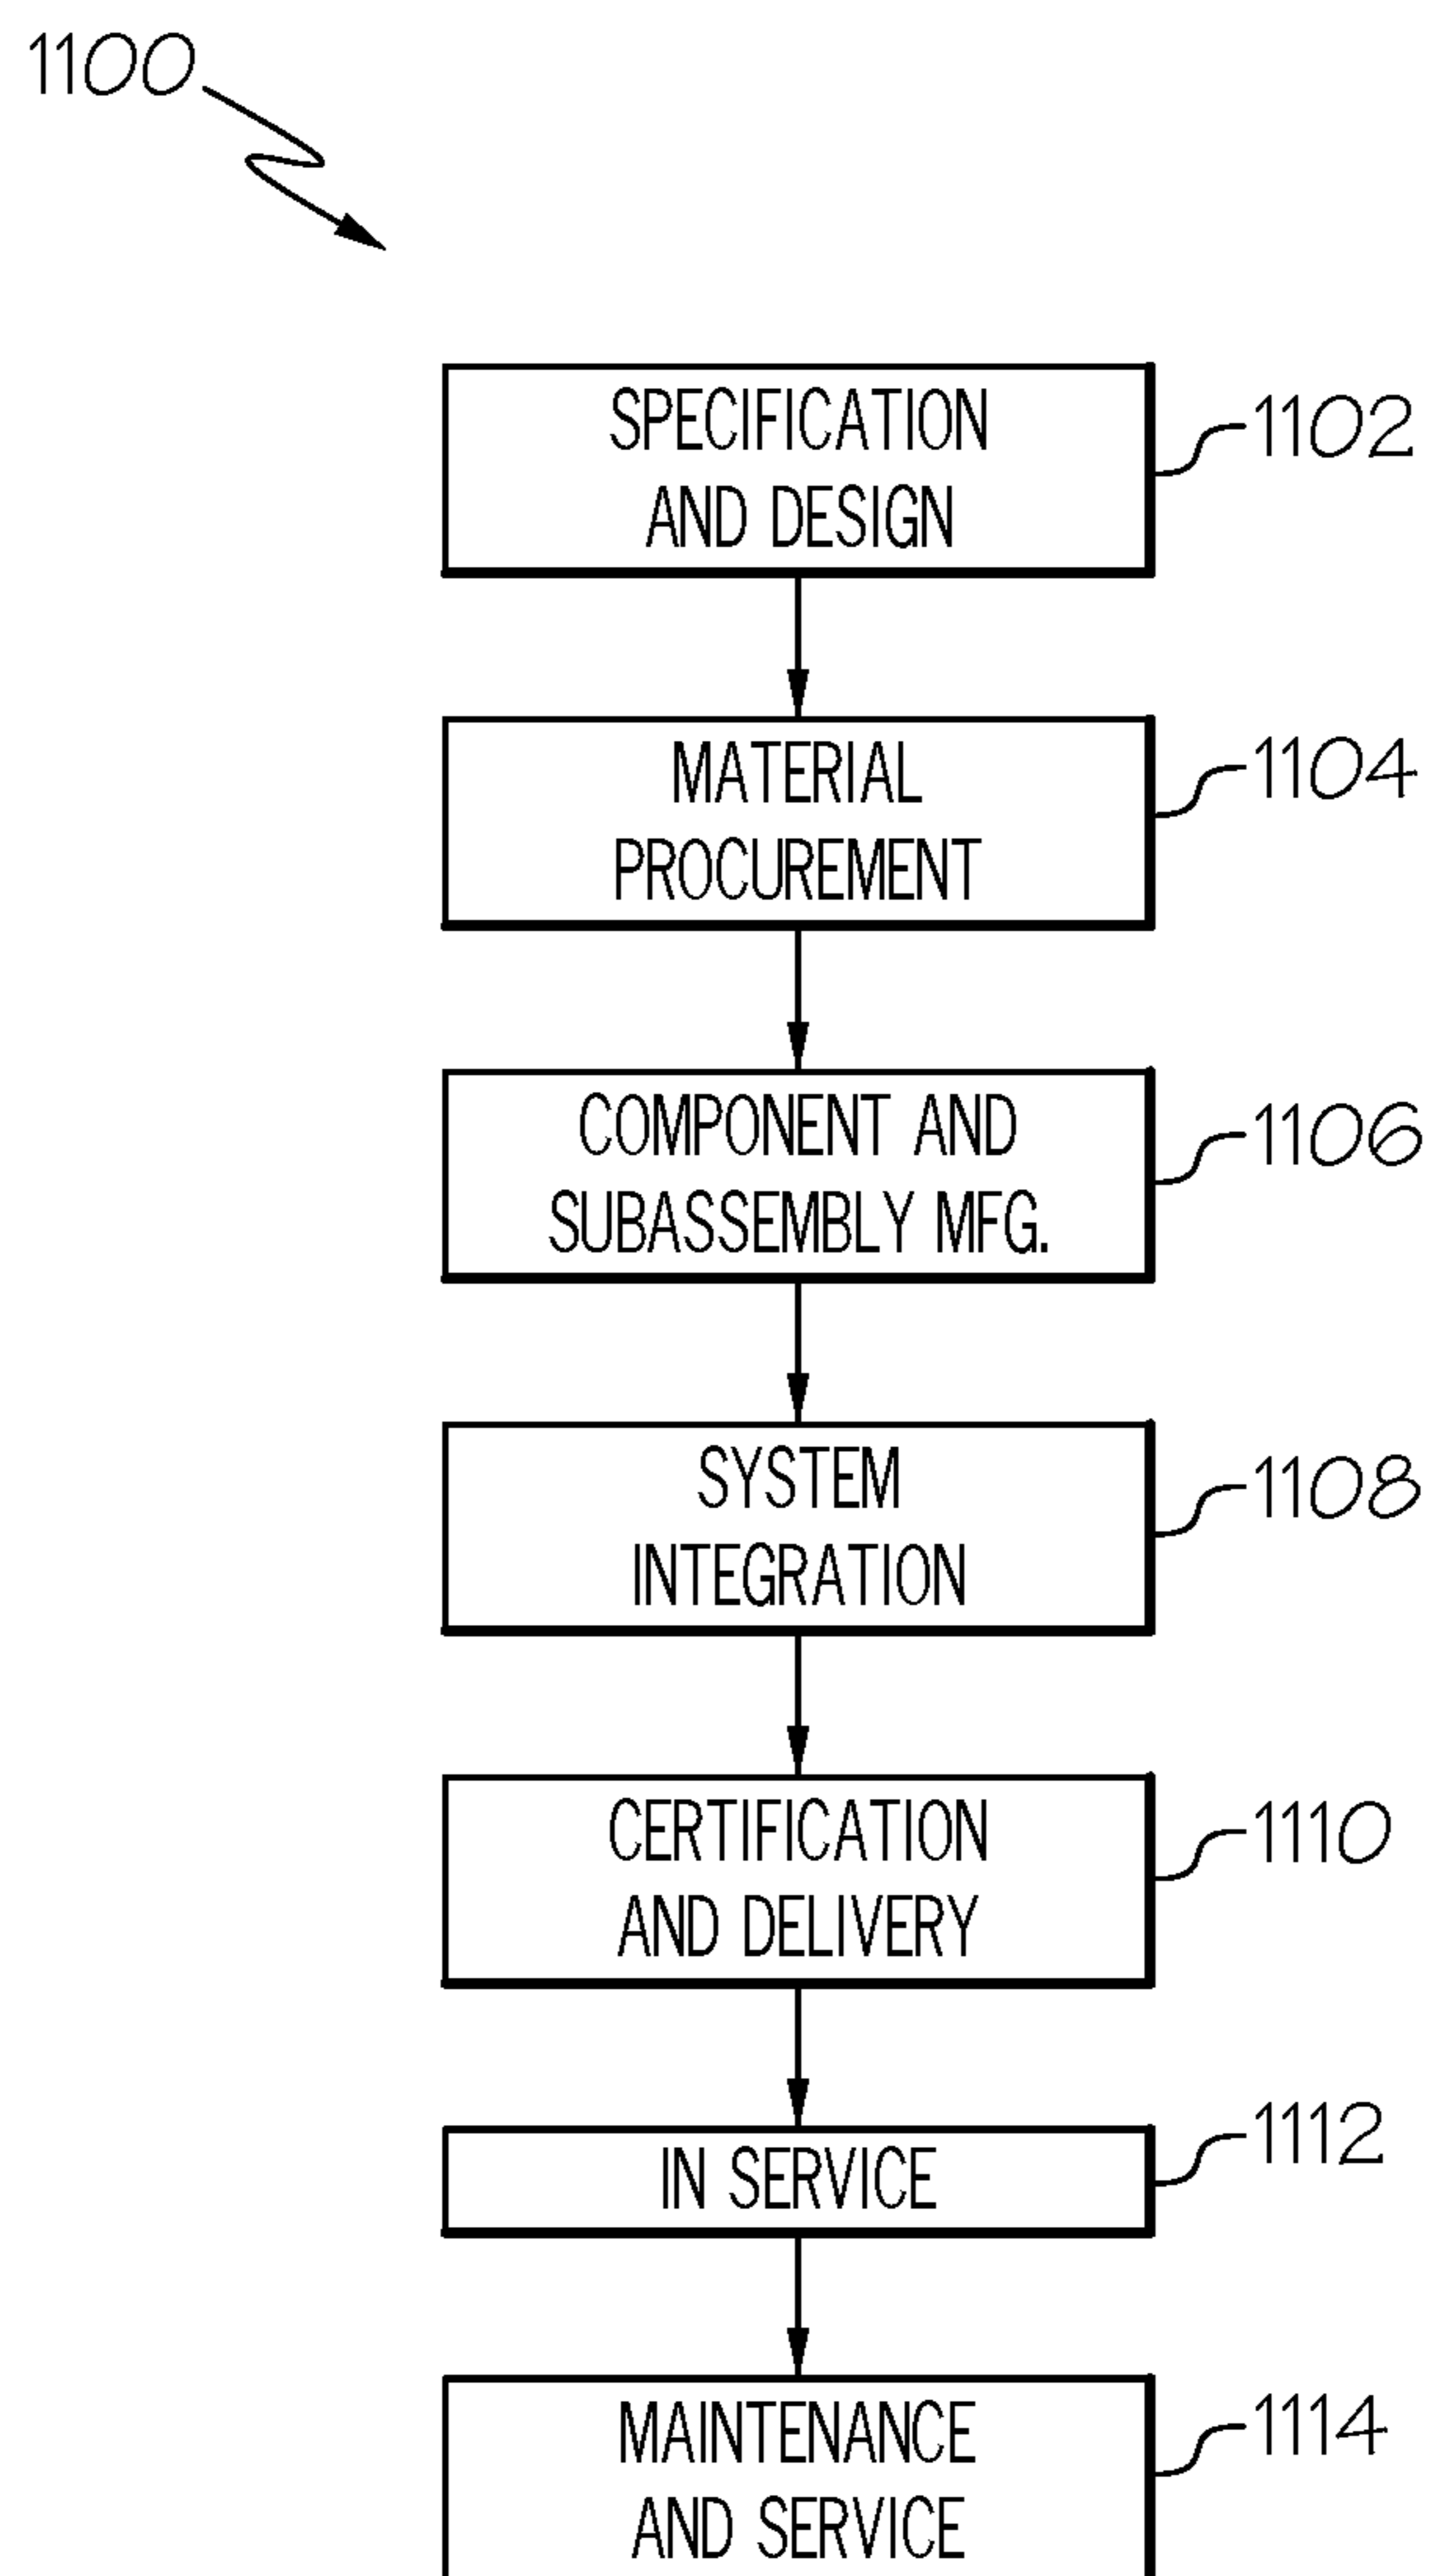 1100
SPECIFICATION
AND DESIGN
1102
MATERIAL
PROCUREMENT
1104
COMPONENT AND
SUBASSEMBLY MFG.
1106
SYSTEM
INTEGRATION
1108
CERTIFICATION
AND DELIVERY
1110
IN SERVICE
1112
MAINTENANCE
AND SERVICE
1114